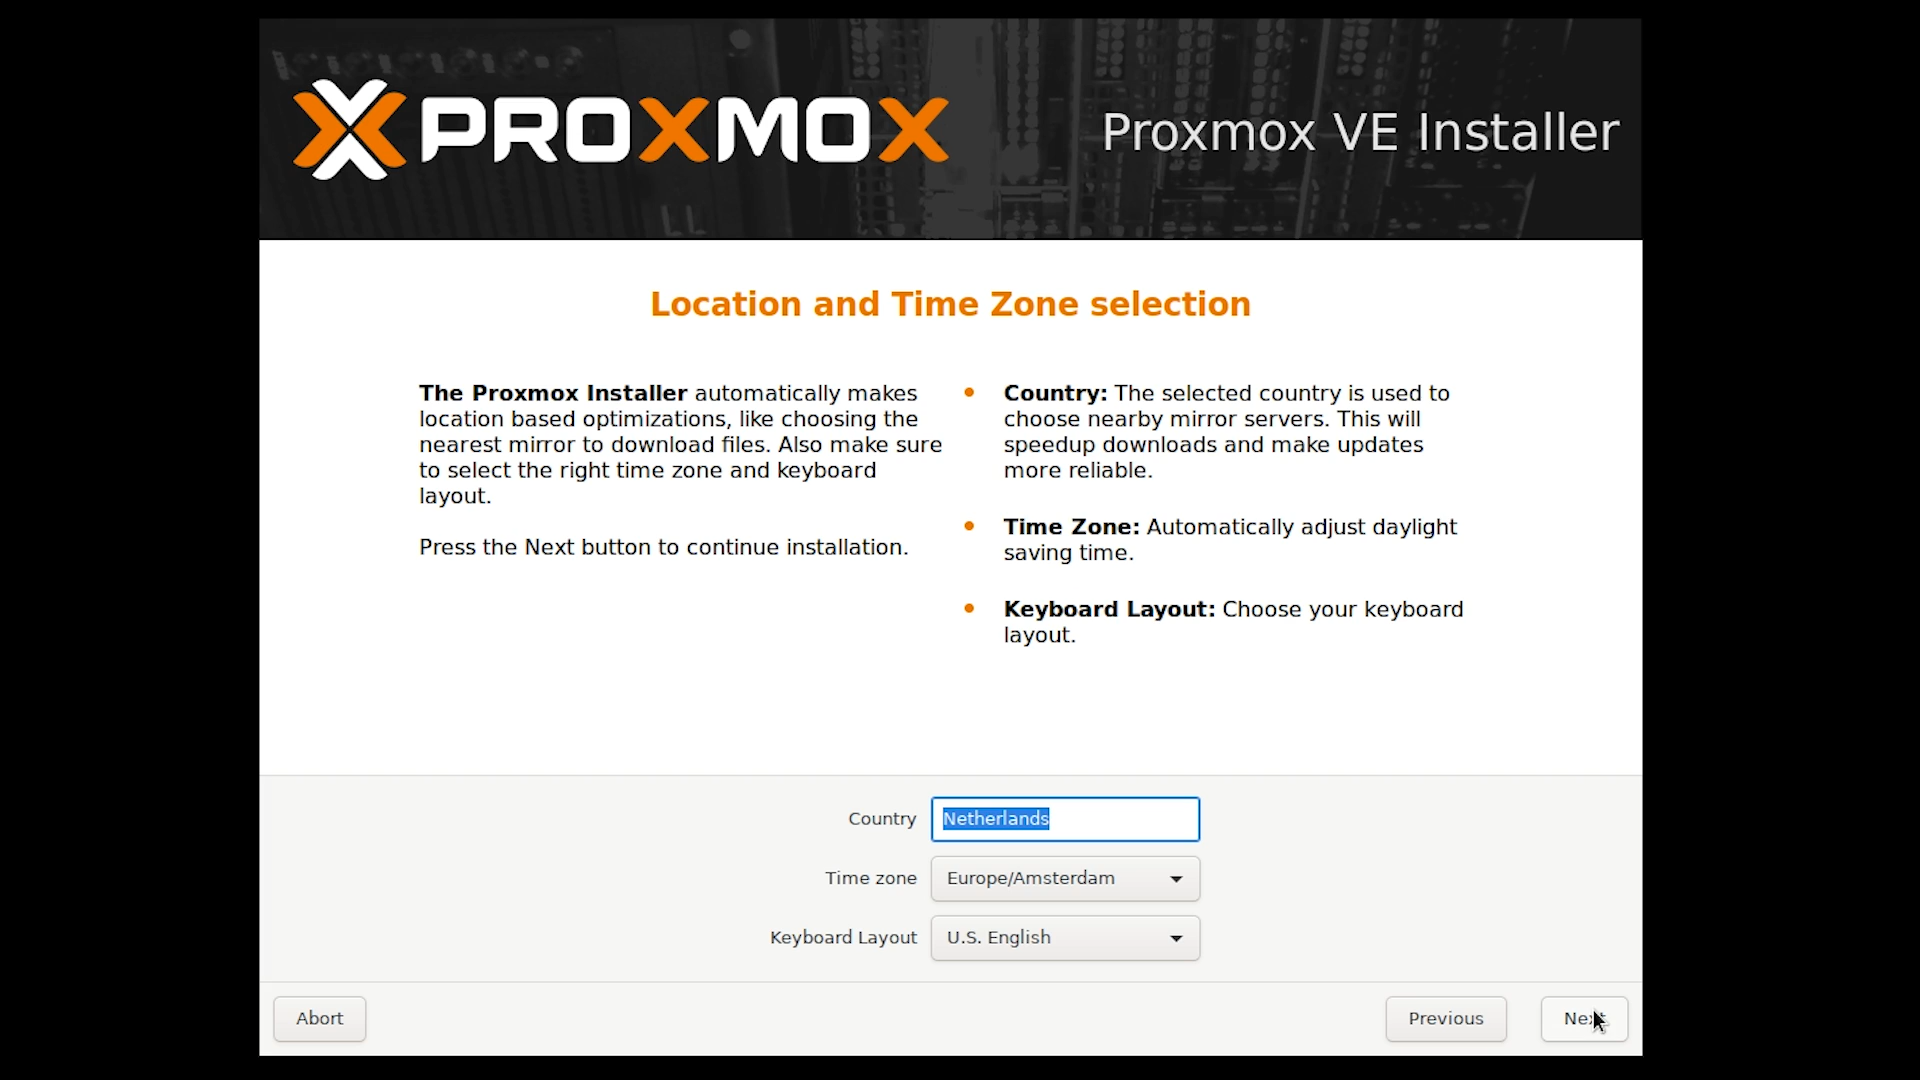 PROXMOX
Proxmox VE Installer
Location and Time Zone selection
The Proxmox Installer automatically makes
location based optimizations, like choosing the
nearest mirror to download files. Also make sure
to select the right time zone and keyboard
layout.
Press the Next button to continue installation.
Country: The selected country is used to
choose nearby mirror servers. This will
speedup downloads and make updates
more reliable.
Time Zone: Automatically adjust daylight
saving time.
Keyboard Layout: Choose your keyboard
layout.
Country
Netherlands
Time zone
Europe/Amsterdam
Keyboard Layout
U.S. English
Abort
Previous
Next